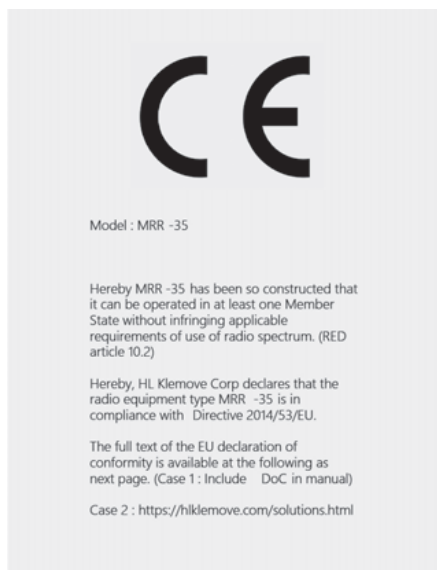 CE
Model : MRR -35
Hereby MRR -35 has been so constructed that
it can be operated in at least one Member
State without infringing applicable
requirements of use of radio spectrum. (RED
article 10.2)
Hereby, HL Klemove Corp declares that the
radio equipment type MRR -35 is in
compliance with Directive 2014/53/EU.
The full text of the EU declaration of
conformity is available at the following as
next page. (Case 1 : Include DoC in manual)
Case 2 : https://hlklemove.com/solutions.html